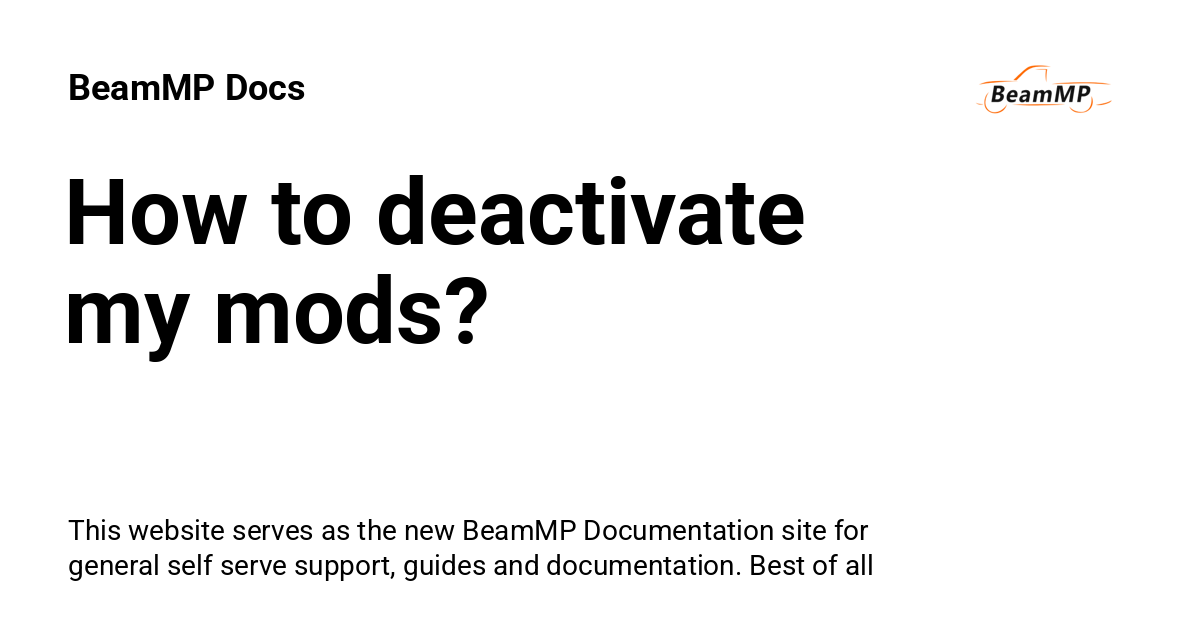 BeamMP Docs
BeamMP
How to deactivate
my mods?
This website serves as the new BeamMP Documentation site for
general self serve support, guides and documentation. Best of all